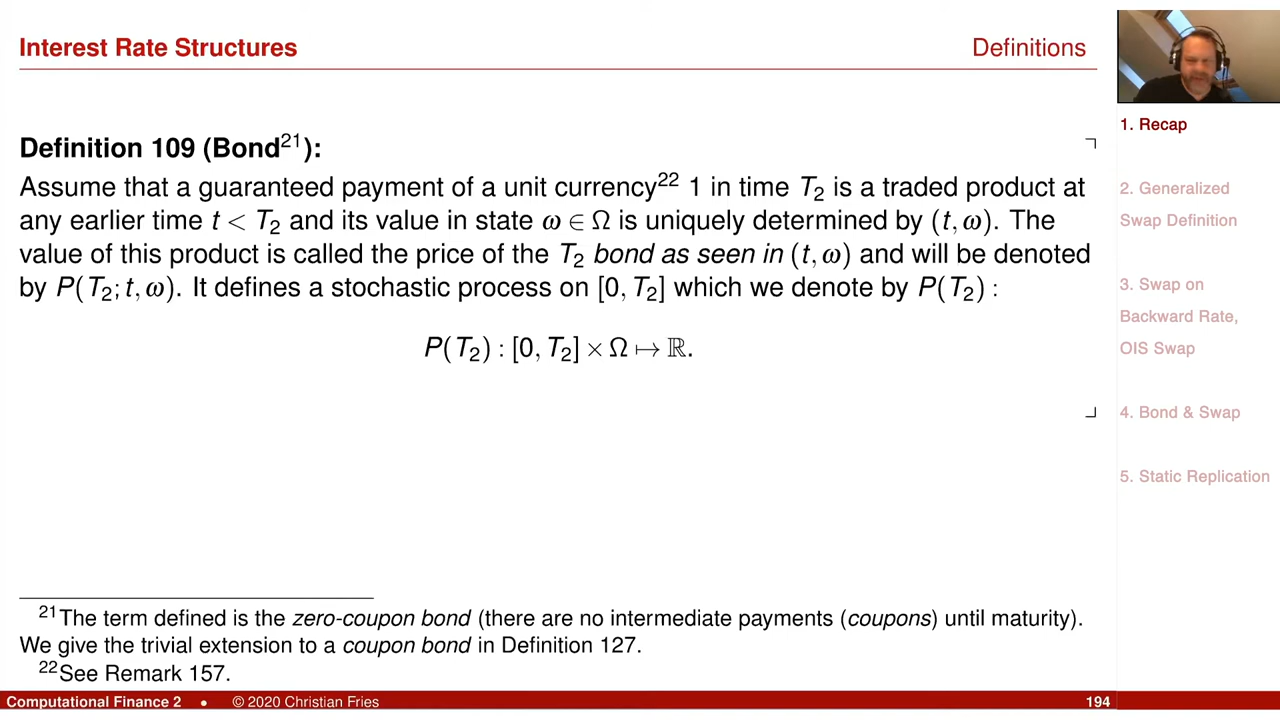 Interest Rate Structures
Definitions
Definition 109 (Bond²¹):
Assume that a guaranteed payment of a unit currency²² 1 in time T₂ is a traded product at
any earlier time t < T₂ and its value in state ω ∈ Ω is uniquely determined by (t, ω). The
value of this product is called the price of the T₂ bond as seen in (t, ω) and will be denoted
by P(T₂; t, ω). It defines a stochastic process on [0, T₂] which we denote by P(T₂) :
P(T₂) : [0, T₂] × Ω ↦ ℝ.
²¹The term defined is the zero-coupon bond (there are no intermediate payments (coupons) until maturity).
We give the trivial extension to a coupon bond in Definition 127.
²²See Remark 157.
1. Recap
2. Generalized
Swap Definition
3. Swap on
Backward Rate,
OIS Swap
4. Bond & Swap
5. Static Replication
Computational Finance 2 • © 2020 Christian Fries
194